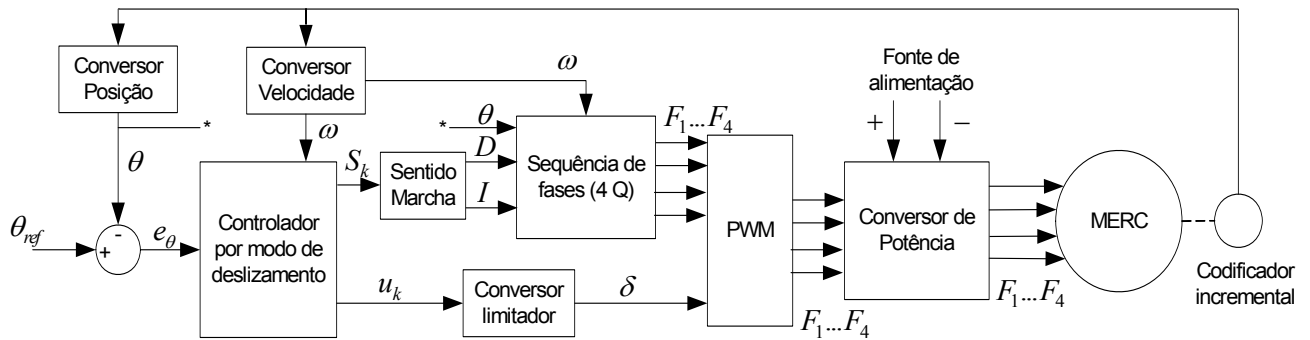 Conversor
Posição
*
θ
θref
+
-
eθ
Conversor
Velocidade
ω
ω
Controlador
por modo de
deslizamento
Sk
uk
Sentido
Marcha
*
θ
D
I
Sequência de
fases (4 Q)
Conversor
limitador
δ
F1...F4
PWM
F1...F4
Fonte de
alimentação
+
−
Conversor de
Potência
F1...F4
MERC
Codificador
incremental